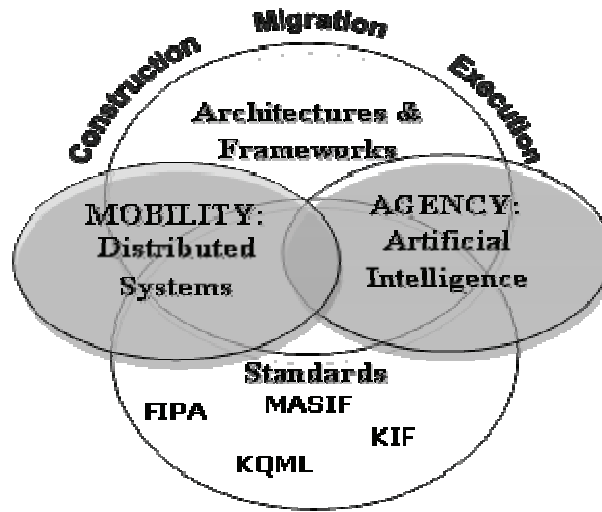 Migration
Construction
Execution
Architectures &
Frameworks
MOBILITY:
Distributed
Systems
AGENCY:
Artificial
Intelligence
Standards
FIPA
MASIF
KIF
KQML